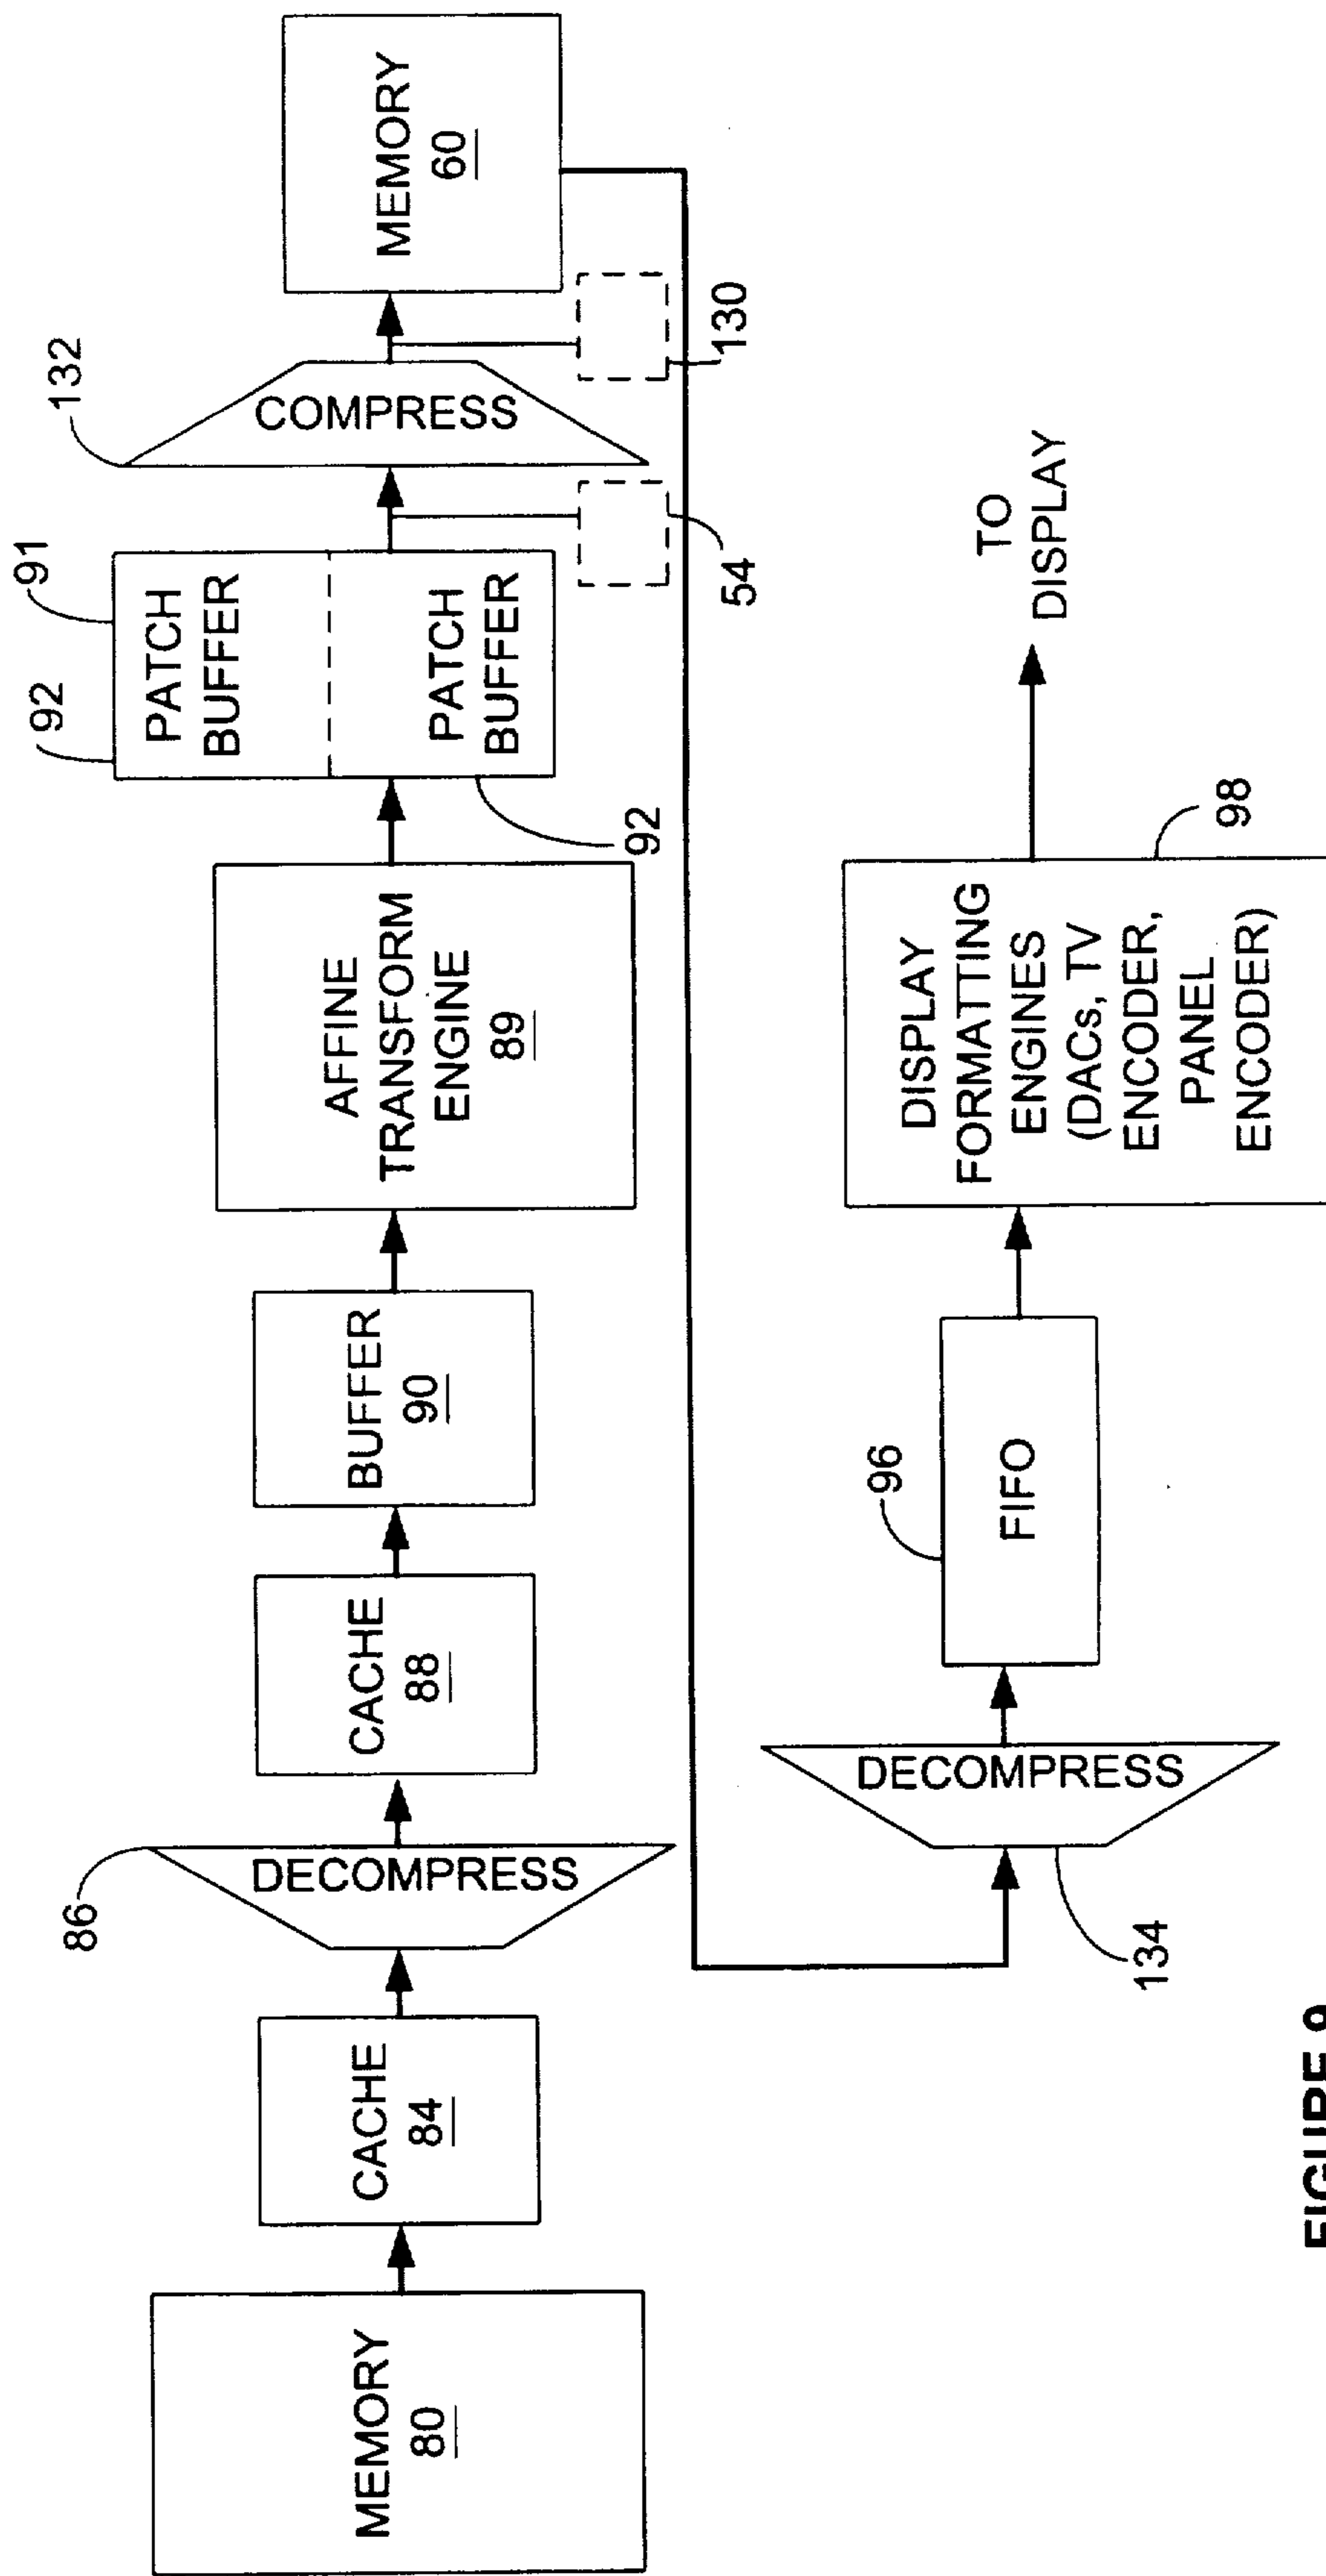 MEMORY
80
CACHE
84
86
DECOMPRESS
CACHE
88
BUFFER
90
AFFINE
TRANSFORM
ENGINE
89
92
91
PATCH
BUFFER
PATCH
BUFFER
92
54
132
COMPRESS
130
MEMORY
60
134
DECOMPRESS
96
FIFO
DISPLAY
FORMATTING
ENGINES
(DACs, TV
ENCODER,
PANEL
ENCODER)
98
TO
DISPLAY
FIGURE 9